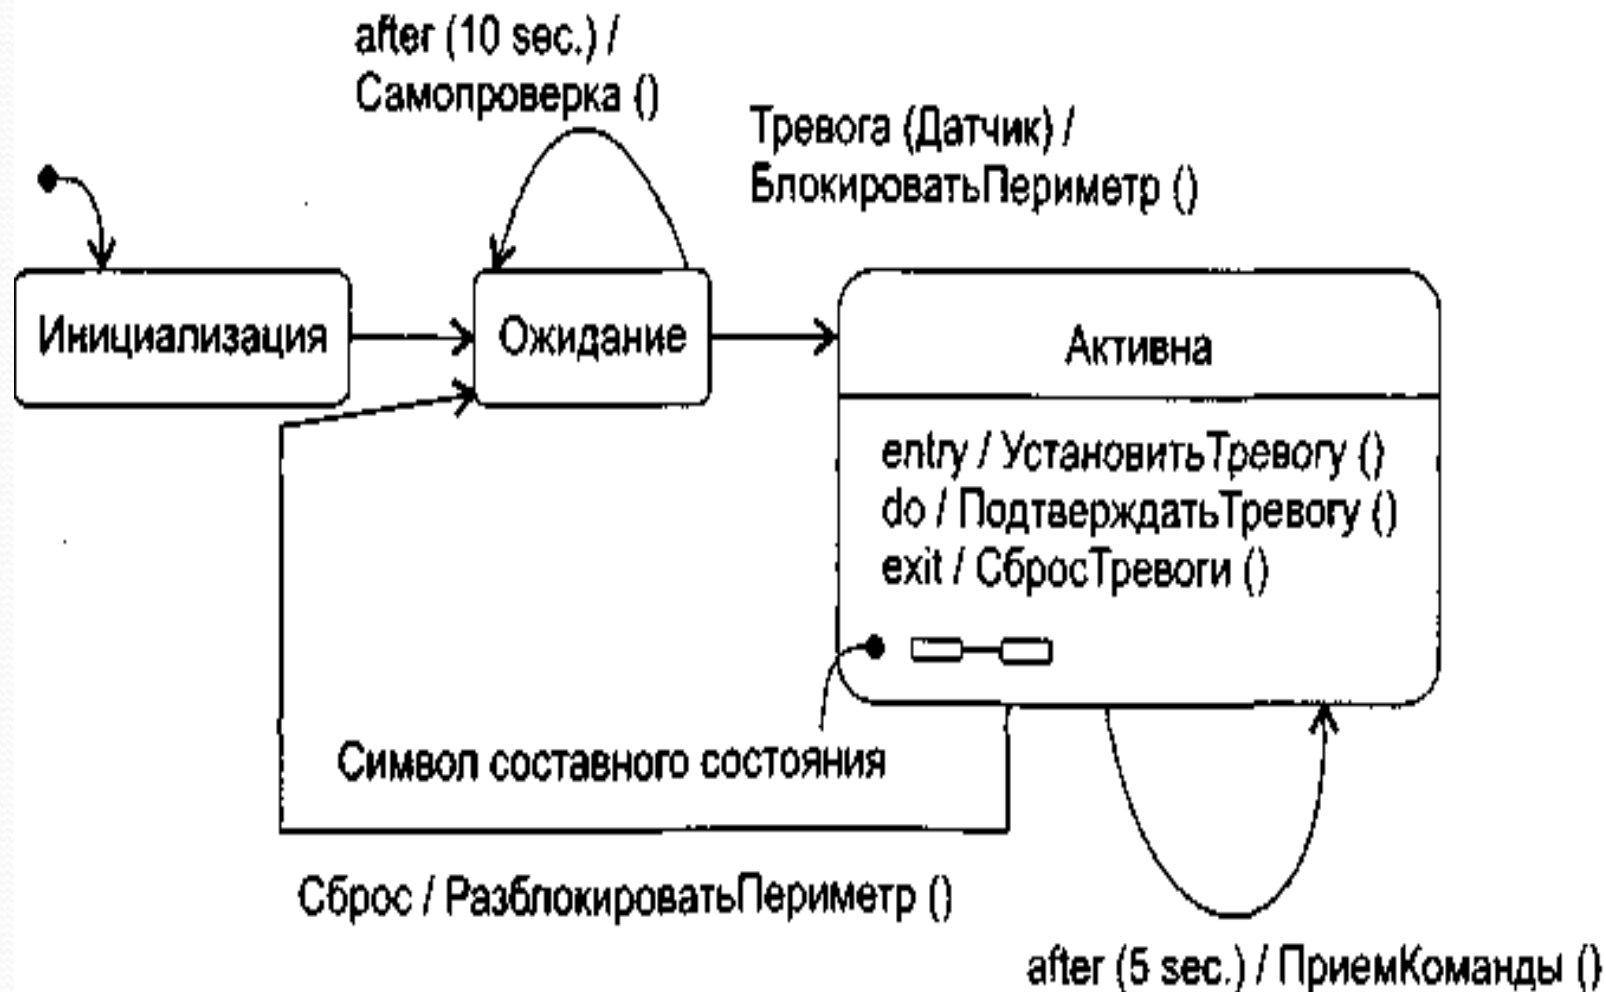 after (10 sec.) /
Самопроверка ()
Тревога (Датчик) /
БлокироватьПериметр ()
Инициализация
Ожидание
Активна
entry / УстановитьТревогу ()
do / ПодтверждатьТревогу ()
exit / СбросТревоги ()
Символ составного состояния
Сброс / РазблокироватьПериметр ()
after (5 sec.) / ПриемКоманды ()